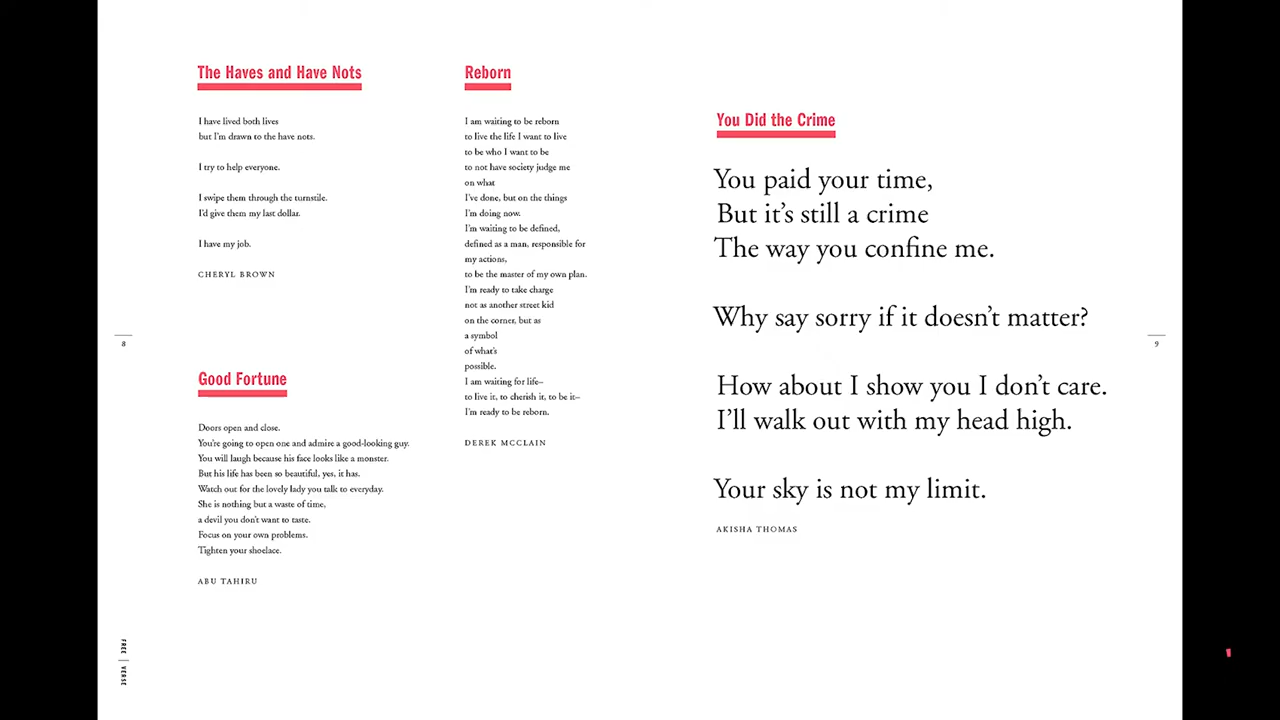 The Haves and Have Nots
I have lived both lives
but I'm drawn to the have nots.
I try to help everyone.
I swipe them through the turnstile.
I'd give them my last dollar.
I have my job.
CHERYL BROWN
Good Fortune
Doors open and close.
You're going to open one and admire a good-looking guy.
You will laugh because his face looks like a monster.
But his life has been so beautiful, yes, it has.
Watch out for the lovely lady you talk to everyday.
She is nothing but a waste of time,
a devil you don't want to taste.
Focus on your own problems.
Tighten your shoelace.
ABU TAHIRU
Reborn
I am waiting to be reborn
to live the life I want to live
to be who I want to be
to not have society judge me
on what
I've done, but on the things
I'm doing now.
I'm waiting to be defined,
defined as a man, responsible for
my actions,
to be the master of my own plan.
I'm ready to take charge
not as another street kid
on the corner, but as
a symbol
of what's
possible.
I am waiting for life–
to live it, to cherish it, to be it–
I'm ready to be reborn.
DEREK MCCLAIN
8
FREE | VERSE
You Did the Crime
You paid your time,
But it's still a crime
The way you confine me.
Why say sorry if it doesn't matter?
How about I show you I don't care.
I'll walk out with my head high.
Your sky is not my limit.
AKISHA THOMAS
9